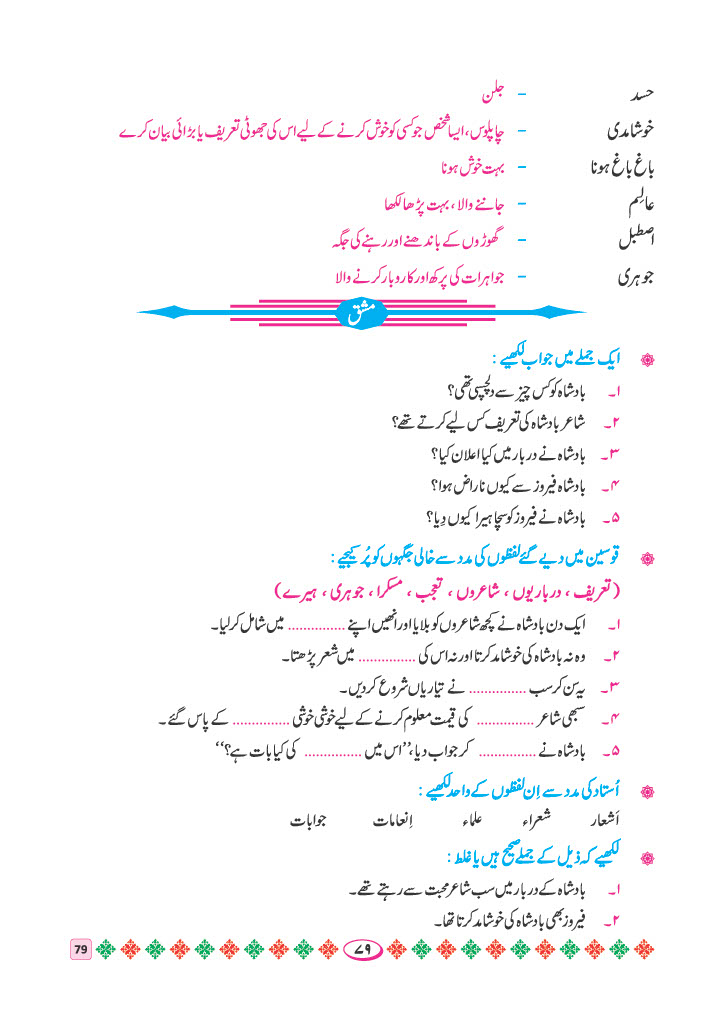 حسد – جلن
خوشامدی – چاپلوس، ایسا شخص جو کسی کو خوش کرنے کے لیے اس کی جھوٹی تعریف یا بڑائی بیان کرے
باغ باغ ہونا – بہت خوش ہونا
عالِم – جاننے والا، بہت پڑھا لکھا
اصطبل – گھوڑوں کے باندھنے اور رہنے کی جگہ
جوہری – جواہرات کی پرکھ اور کاروبار کرنے والا
مشق
ایک جملے میں جواب لکھیے :
۱۔ بادشاہ کو کس چیز سے دلچسپی تھی؟
۲۔ شاعر بادشاہ کی تعریف کس لیے کرتے تھے؟
۳۔ بادشاہ نے دربار میں کیا اعلان کیا؟
۴۔ بادشاہ فیروز سے کیوں ناراض ہوا؟
۵۔ بادشاہ نے فیروز کو سچا ہیرا کیوں دِیا؟
قوسین میں دیے گئے لفظوں کی مدد سے خالی جگہوں کو پُر کیجیے :
(تعریف ، درباریوں ، شاعروں ، تعجب ، مسکرا ، جوہری ، ہیرے)
۱۔ ایک دن بادشاہ نے کچھ شاعروں کو بلایا اور انھیں اپنے ............... میں شامل کرلیا۔
۲۔ وہ نہ بادشاہ کی خوشامد کرتا اور نہ اس کی ............... میں شعر پڑھتا۔
۳۔ یہ سن کر سب ............... نے تیاریاں شروع کردیں۔
۴۔ سبھی شاعر ............... کی قیمت معلوم کرنے کے لیے خوشی خوشی ............... کے پاس گئے۔
۵۔ بادشاہ نے ............... کر جواب دیا، ”اس میں ............... کی کیا بات ہے؟“
اُستاد کی مدد سے اِن لفظوں کے واحد لکھیے :
اَشعار شعراء علماء اِنعامات جوابات
لکھیے کہ ذیل کے جملے صحیح ہیں یا غلط :
۱۔ بادشاہ کے دربار میں سب شاعر محبت سے رہتے تھے۔
۲۔ فیروز بھی بادشاہ کی خوشامد کرتا تھا۔
۷۹
79